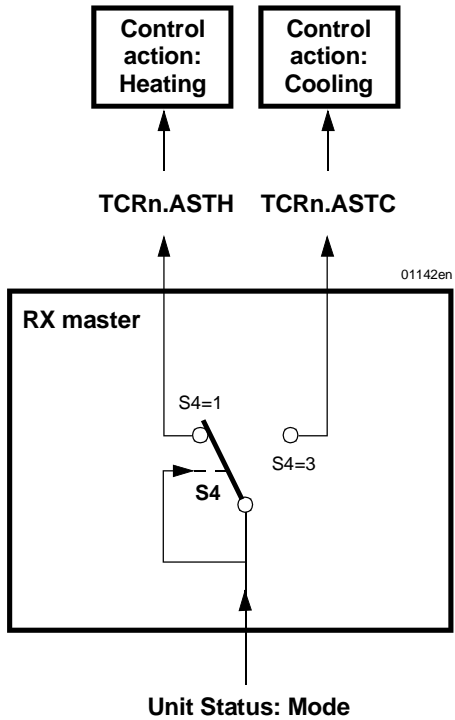 Control
action:
Heating
Control
action:
Cooling
TCRn.ASTH
TCRn.ASTC
01142en
RX master
S4=1
S4=3
S4
Unit Status: Mode